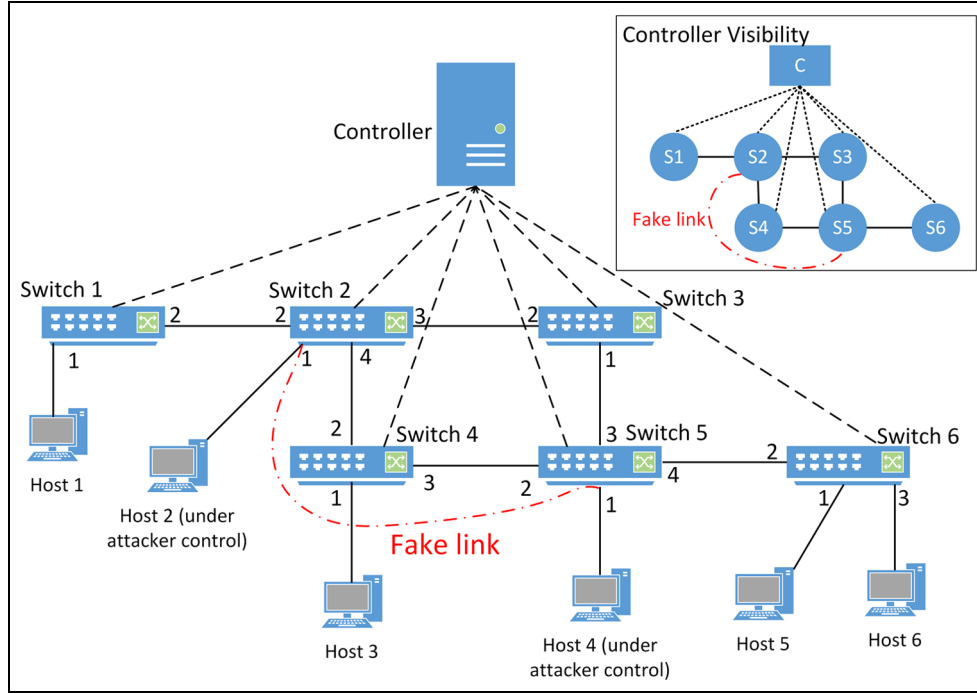 Controller Visibility
C
S1
S2
S3
Fake link
S4
S5
S6
Controller
Switch 1
Switch 2
Switch 3
2
2
3
2
1
1
4
1
2
Switch 4
3
Switch 5
Switch 6
3
2
4
2
1
1
1
3
Host 1
Host 2 (under
attacker control)
Fake link
Host 3
Host 4 (under
attacker control)
Host 5
Host 6